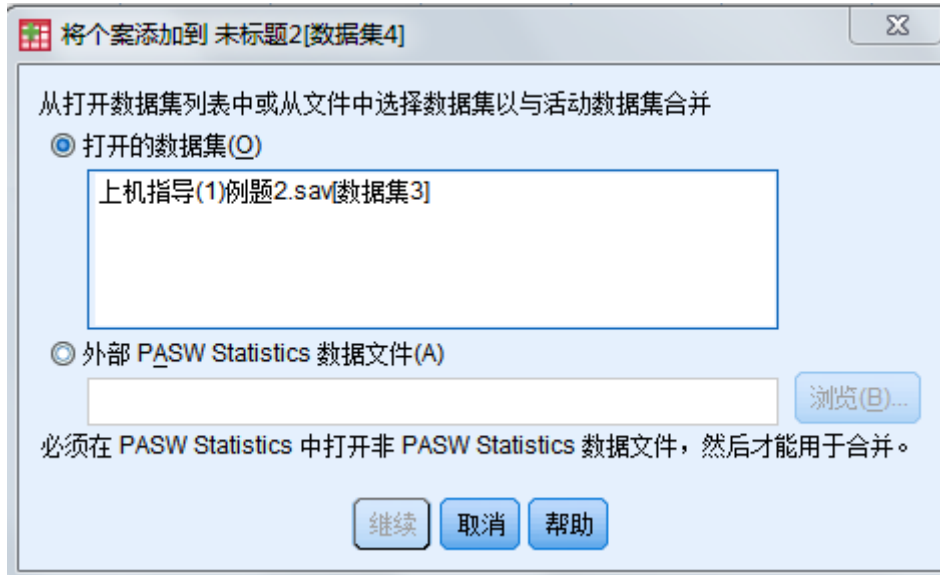 将个案添加到 未标题2[数据集4]
从打开数据集列表中或从文件中选择数据集以与活动数据集合并
打开的数据集(O)
上机指导(1)例题2.sav[数据集3]
外部 PASW Statistics 数据文件(A)
浏览(B)...
必须在 PASW Statistics 中打开非 PASW Statistics 数据文件，然后才能用于合并。
继续 取消 帮助